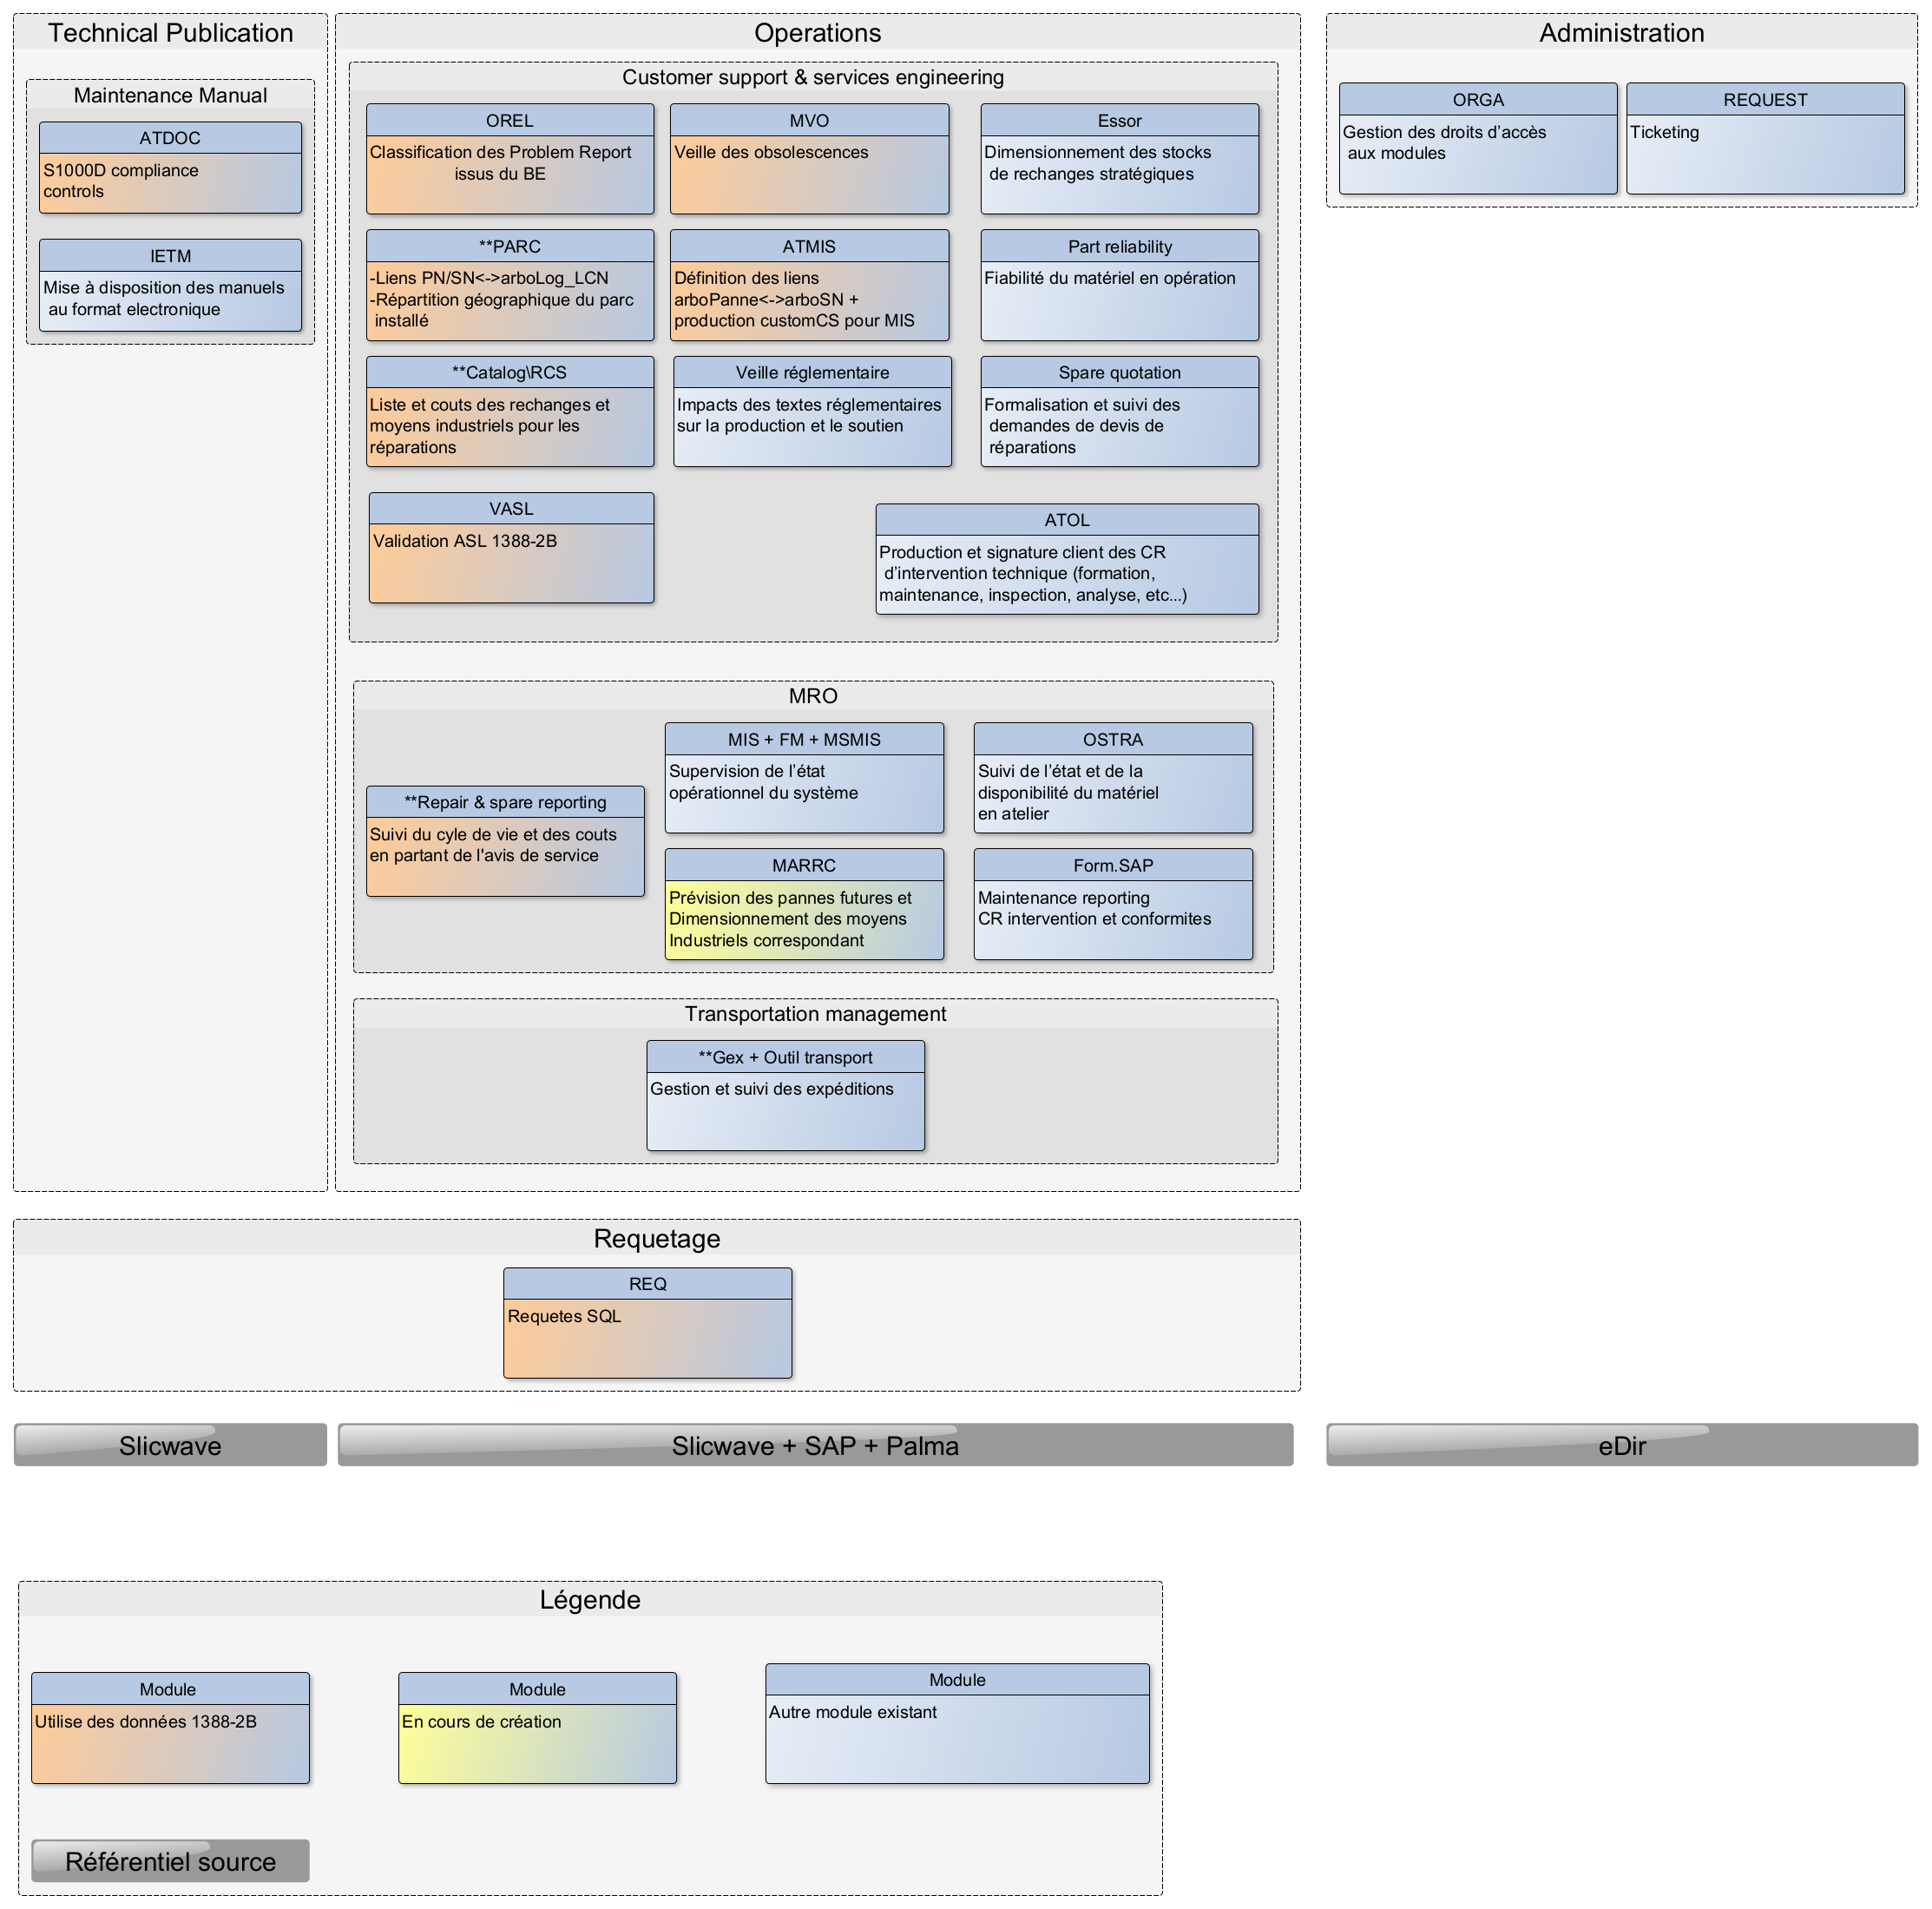 Technical Publication
Maintenance Manual
ATDOC
S1000D compliance
controls
IETM
Mise à disposition des manuels
au format electronique
Operations
Customer support & services engineering
OREL
Classification des Problem Report
issus du BE
MVO
Veille des obsolescences
Essor
Dimensionnement des stocks
de rechanges stratégiques
**PARC
-Liens PN/SN<->arboLog_LCN
-Répartition géographique du parc
installé
ATMIS
Définition des liens
arboPanne<->arboSN +
production customCS pour MIS
Part reliability
Fiabilité du matériel en opération
**Catalog\RCS
Liste et couts des rechanges et
moyens industriels pour les
réparations
Veille réglementaire
Impacts des textes réglementaires
sur la production et le soutien
Spare quotation
Formalisation et suivi des
demandes de devis de
réparations
VASL
Validation ASL 1388-2B
ATOL
Production et signature client des CR
d’intervention technique (formation,
maintenance, inspection, analyse, etc...)
MRO
**Repair & spare reporting
Suivi du cyle de vie et des couts
en partant de l'avis de service
MIS + FM + MSMIS
Supervision de l’état
opérationnel du système
OSTRA
Suivi de l’état et de la
disponibilité du matériel
en atelier
MARRC
Prévision des pannes futures et
Dimensionnement des moyens
Industriels correspondant
Form.SAP
Maintenance reporting
CR intervention et conformites
Transportation management
**Gex + Outil transport
Gestion et suivi des expéditions
Administration
ORGA
Gestion des droits d’accès
aux modules
REQUEST
Ticketing
Requetage
REQ
Requetes SQL
Slicwave
Slicwave + SAP + Palma
eDir
Légende
Module
Utilise des données 1388-2B
Module
En cours de création
Module
Autre module existant
Référentiel source